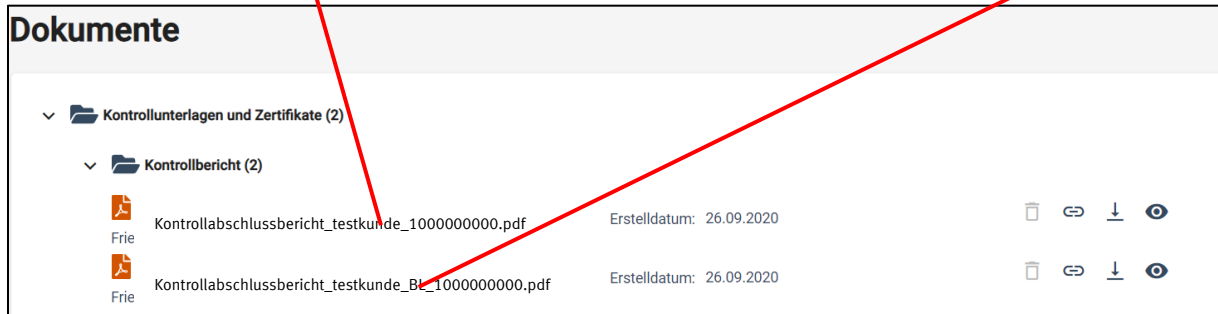 Dokumente
Kontrollunterlagen und Zertifikate (2)
Kontrollbericht (2)
Kontrollabschlussbericht_testkunde_1000000000.pdf Erstelldatum: 26.09.2020
Frie
Kontrollabschlussbericht_testkunde_BL_1000000000.pdf Erstelldatum: 26.09.2020
Frie